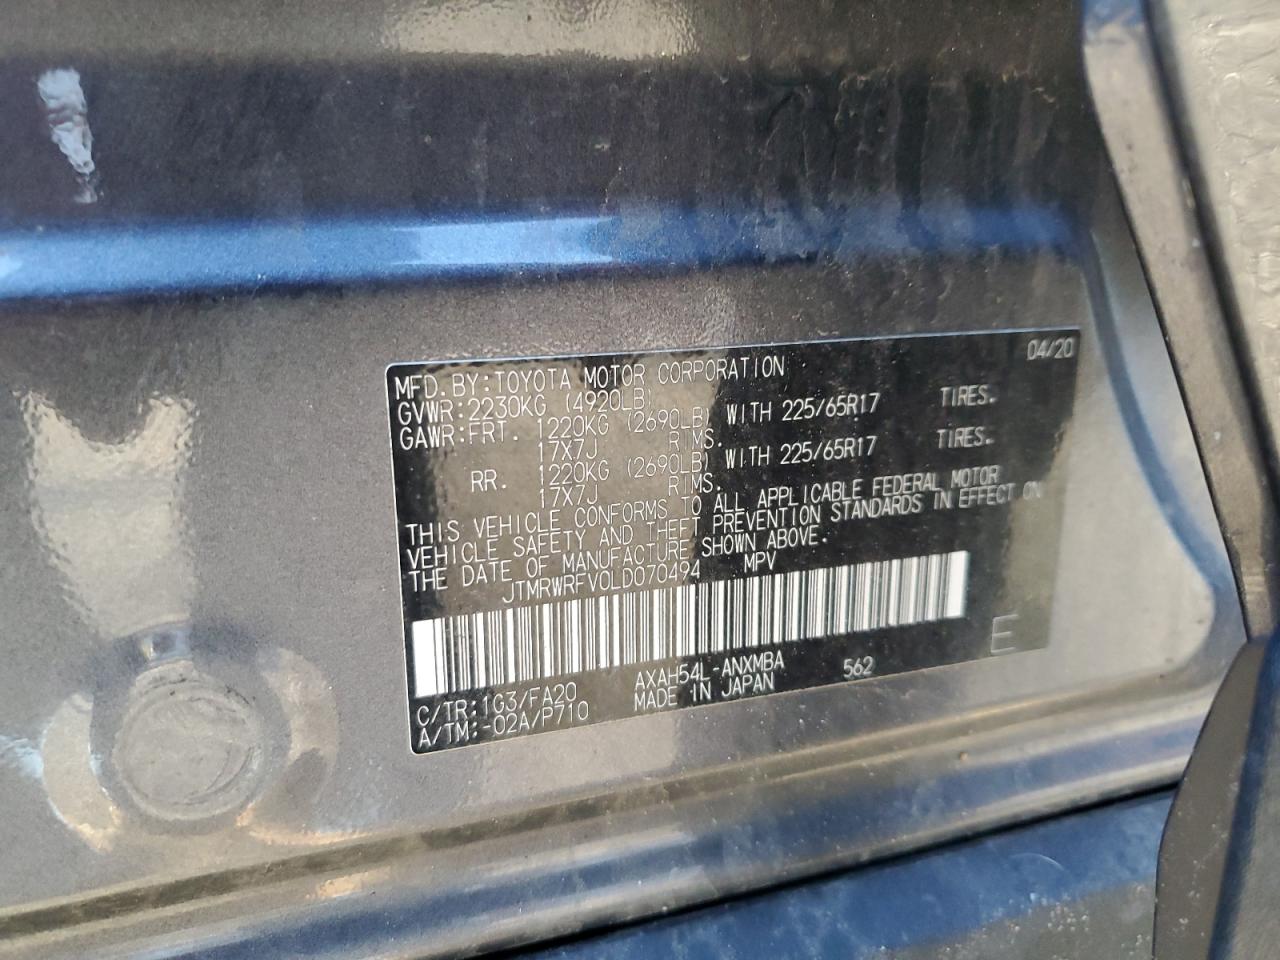 04/20
MFD. BY: TOYOTA MOTOR CORPORATION
GVWR: 2230KG (4920LB)
GAWR: FRT. 1220KG (2690LB) WITH 225/65R17 TIRES.
17X7J RIMS.
RR. 1220KG (2690LB) WITH 225/65R17 TIRES.
17X7J RIMS.
THIS VEHICLE CONFORMS TO ALL APPLICABLE FEDERAL MOTOR
VEHICLE SAFETY AND THEFT PREVENTION STANDARDS IN EFFECT ON
THE DATE OF MANUFACTURE SHOWN ABOVE.
JTMRWRFV0LD070494 MPV
E
C/TR: 1G3/FA20 AXAH54L-ANXMBA 562
A/TM: -02A/P710 MADE IN JAPAN